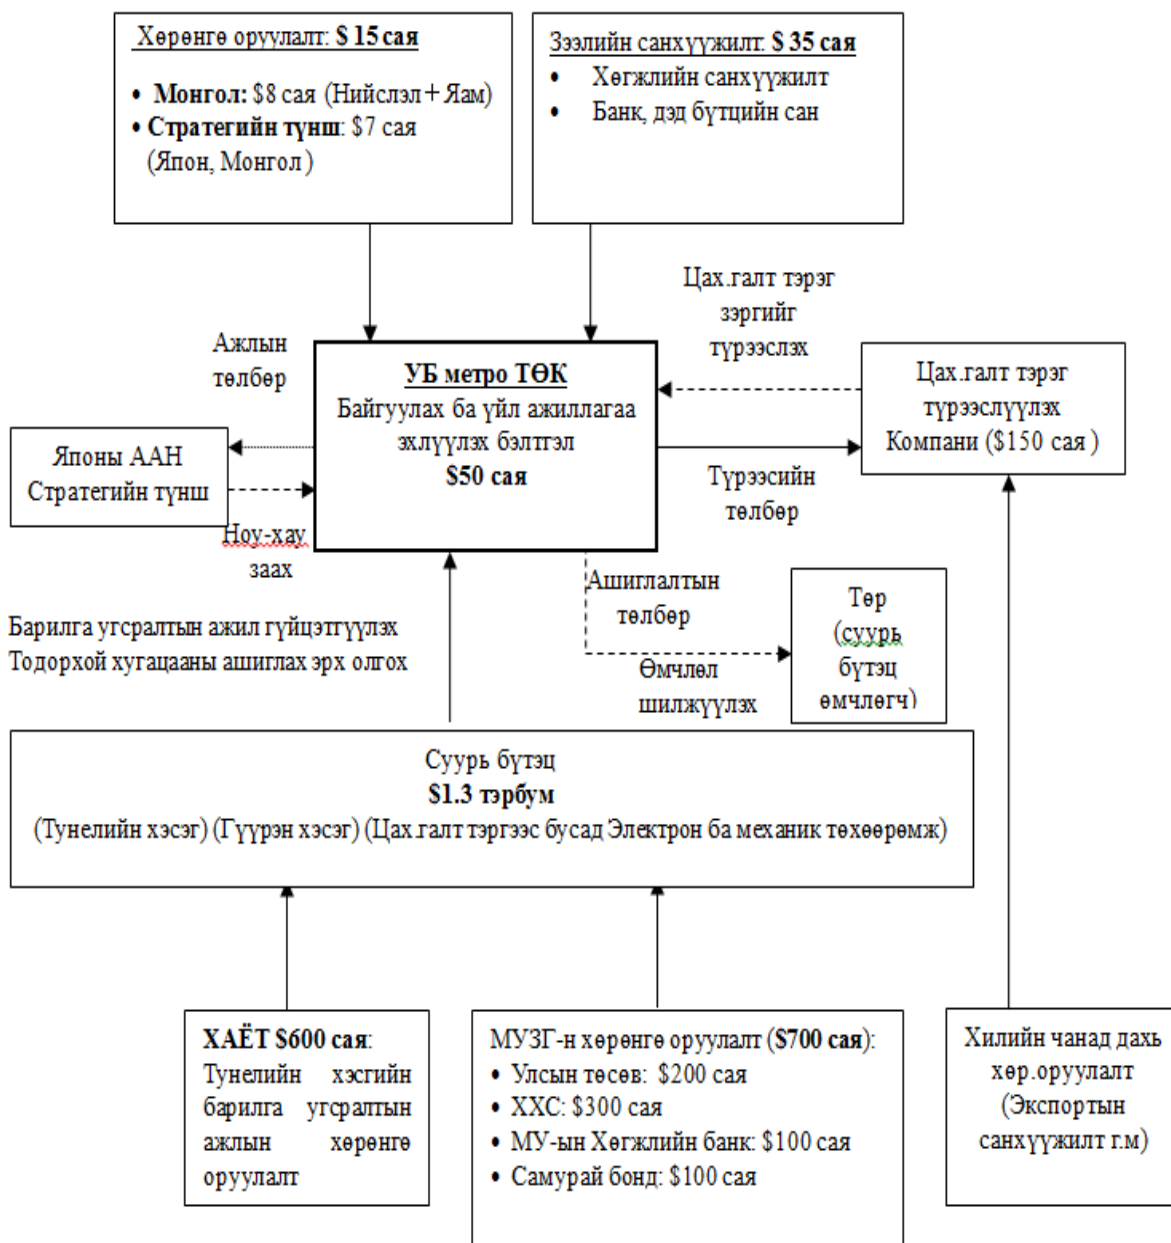 Хөрөнгө оруулалт: $ 15 сая
• Монгол: $8 сая (Нийслэл + Яам)
• Стратегийн түнш: $7 сая
(Япон, Монгол )
Зээлийн санхүүжилт: $ 35 сая
• Хөгжлийн санхүүжилт
• Банк, дэд бүтцийн сан
Цах.галт тэрэг
зэргийг
түрээслэх
Ажлын
төлбөр
УБ метро ТӨК
Байгуулах ба үйл ажиллагаа
эхлүүлэх бэлтгэл
$50 сая
Цах.галт тэрэг
түрээслүүлэх
Компани ($150 сая )
Японы ААН
Стратегийн түнш
Түрээсийн
төлбөр
Ноу-хау
заах
Ашиглалтын
төлбөр
Төр
(суурь
бүтэц
өмчлөгч)
Барилга угсралтын ажил гүйцэтгүүлэх
Тодорхой хугацааны ашиглах эрх олгох
Өмчлөл
шилжүүлэх
Суурь бүтэц
$1.3 тэрбум
(Тунелийн хэсэг) (Гүүрэн хэсэг) (Цах.галт тэргээс бусад Электрон ба механик төхөөрөмж)
ХАЁТ $600 сая:
Тунелийн хэсгийн
барилга угсралтын
ажлын хөрөнгө
оруулалт
МУЗГ-н хөрөнгө оруулалт ($700 сая):
• Улсын төсөв: $200 сая
• ХХС: $300 сая
• МУ-ын Хөгжлийн банк: $100 сая
• Самурай бонд: $100 сая
Хилийн чанад дахь
хөр.оруулалт
(Экспортын
санхүүжилт г.м)